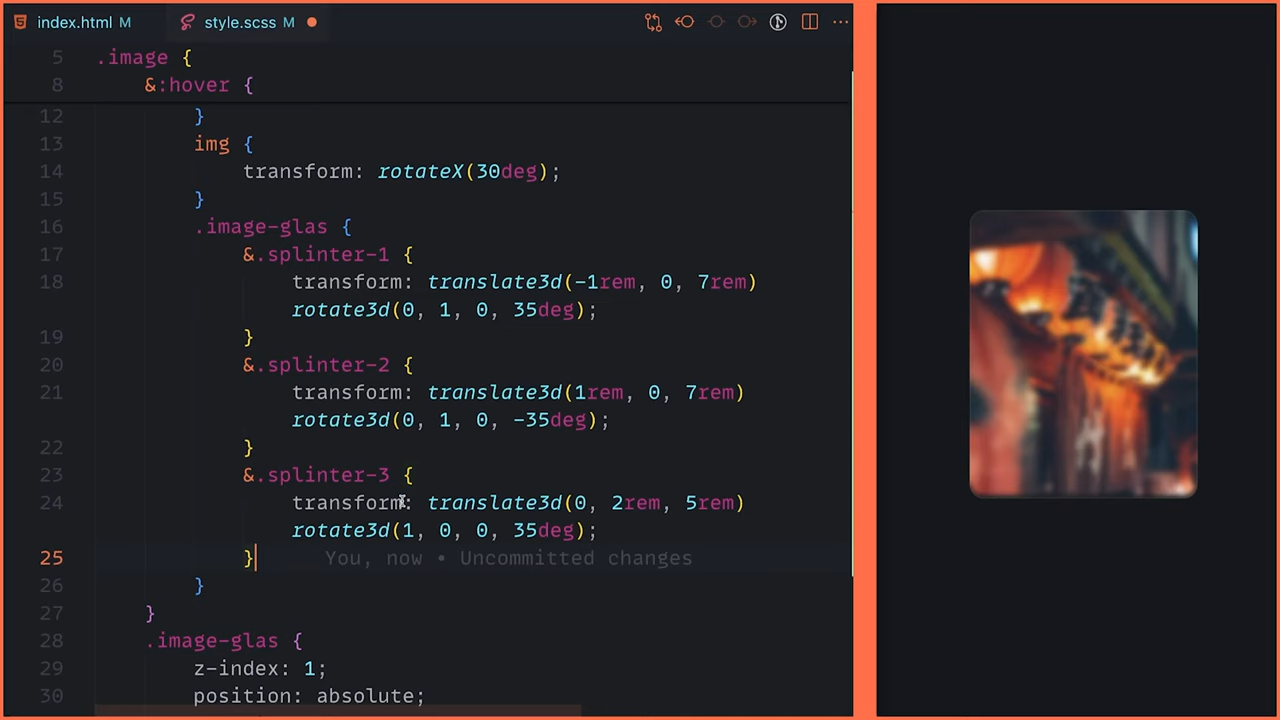 index.html M style.scss M
5 .image {
8 &:hover {
12 }
13 img {
14 transform: rotateX(30deg);
15 }
16 .image-glas {
17 &.splinter-1 {
18 transform: translate3d(-1rem, 0, 7rem)
rotate3d(0, 1, 0, 35deg);
19 }
20 &.splinter-2 {
21 transform: translate3d(1rem, 0, 7rem)
rotate3d(0, 1, 0, -35deg);
22 }
23 &.splinter-3 {
24 transform: translate3d(0, 2rem, 5rem)
rotate3d(1, 0, 0, 35deg);
25 } You, now • Uncommitted changes
26 }
27 }
28 .image-glas {
29 z-index: 1;
30 position: absolute;